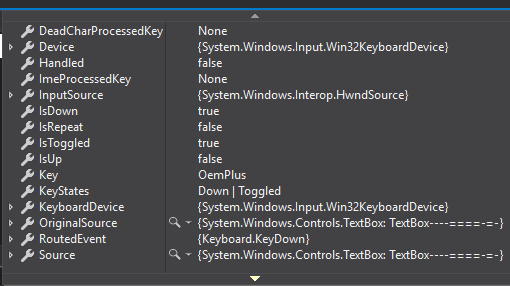 DeadCharProcessedKey None
Device {System.Windows.Input.Win32KeyboardDevice}
Handled false
ImeProcessedKey None
InputSource {System.Windows.Interop.HwndSource}
IsDown true
IsRepeat false
IsToggled true
IsUp false
Key OemPlus
KeyStates Down | Toggled
KeyboardDevice {System.Windows.Input.Win32KeyboardDevice}
OriginalSource {System.Windows.Controls.TextBox: TextBox----====-=-}
RoutedEvent {Keyboard.KeyDown}
Source {System.Windows.Controls.TextBox: TextBox----====-=-}